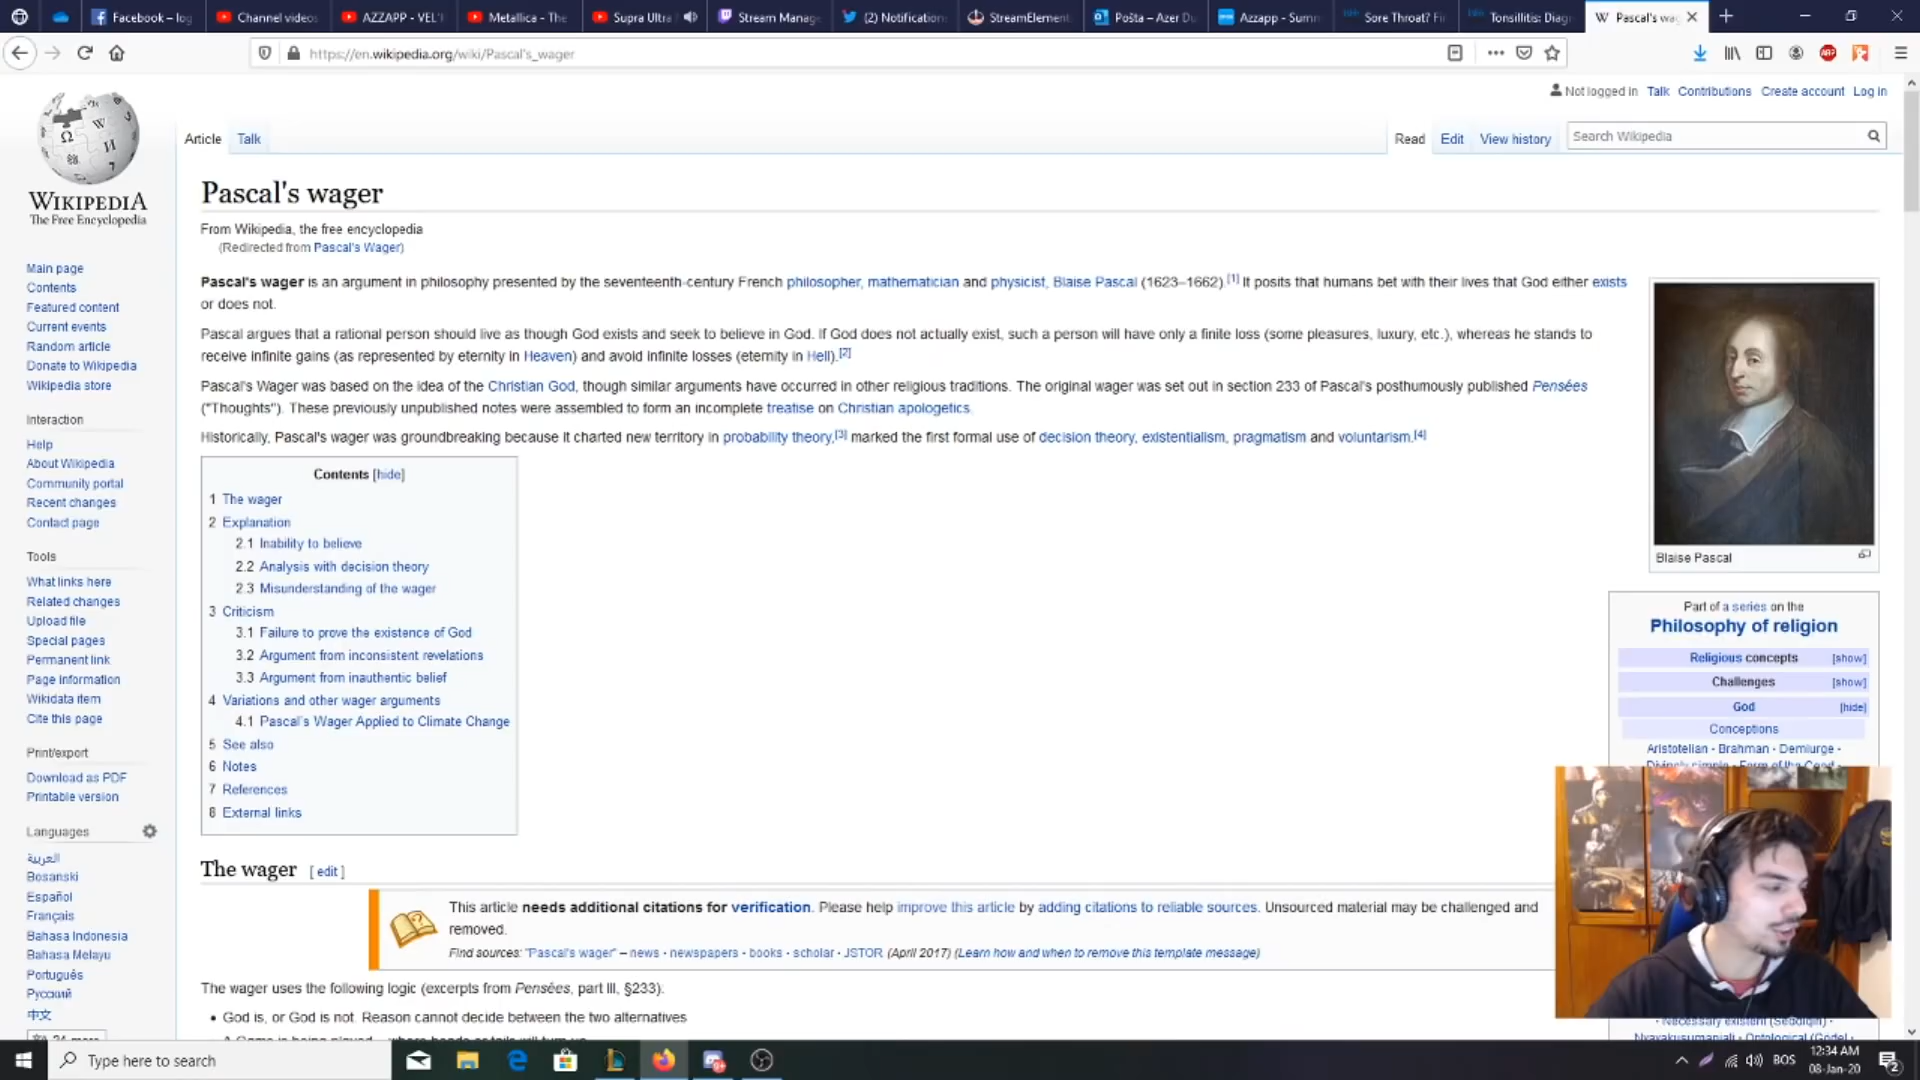 Facebook – log
Channel videos
AZZAPP - VEL'I
Metallica - The
Supra Ultra
Stream Manage
(2) Notification
StreamElement
Pošta – Azer Du
Azzapp - Sum
Sore Throat? Fi
Tonsillitis: Diag
Pascal's wag
https://en.wikipedia.org/wiki/Pascal's_wager
ABP
Not logged in Talk Contributions Create account Log in
WIKIPEDIA
The Free Encyclopedia
Article Talk
Read Edit View history
Search Wikipedia
Pascal's wager
From Wikipedia, the free encyclopedia
(Redirected from Pascal's Wager)
Pascal's wager is an argument in philosophy presented by the seventeenth-century French philosopher, mathematician and physicist, Blaise Pascal (1623–1662).[1] It posits that humans bet with their lives that God either exists
or does not.
Pascal argues that a rational person should live as though God exists and seek to believe in God. If God does not actually exist, such a person will have only a finite loss (some pleasures, luxury, etc.), whereas he stands to
receive infinite gains (as represented by eternity in Heaven) and avoid infinite losses (eternity in Hell).[2]
Pascal's Wager was based on the idea of the Christian God, though similar arguments have occurred in other religious traditions. The original wager was set out in section 233 of Pascal's posthumously published Pensées
("Thoughts"). These previously unpublished notes were assembled to form an incomplete treatise on Christian apologetics.
Historically, Pascal's wager was groundbreaking because it charted new territory in probability theory,[3] marked the first formal use of decision theory, existentialism, pragmatism and voluntarism.[4]
Contents [hide]
1 The wager
2 Explanation
2.1 Inability to believe
2.2 Analysis with decision theory
2.3 Misunderstanding of the wager
3 Criticism
3.1 Failure to prove the existence of God
3.2 Argument from inconsistent revelations
3.3 Argument from inauthentic belief
4 Variations and other wager arguments
4.1 Pascal's Wager Applied to Climate Change
5 See also
6 Notes
7 References
8 External links
The wager [ edit ]
This article needs additional citations for verification. Please help improve this article by adding citations to reliable sources. Unsourced material may be challenged and
removed.
Find sources: "Pascal's wager" – news · newspapers · books · scholar · JSTOR (April 2017) (Learn how and when to remove this template message)
The wager uses the following logic (excerpts from Pensées, part III, §233):
• God is, or God is not. Reason cannot decide between the two alternatives
Main page
Contents
Featured content
Current events
Random article
Donate to Wikipedia
Wikipedia store
Interaction
Help
About Wikipedia
Community portal
Recent changes
Contact page
Tools
What links here
Related changes
Upload file
Special pages
Permanent link
Page information
Wikidata item
Cite this page
Print/export
Download as PDF
Printable version
Languages
العربية
Bosanski
Español
Français
Bahasa Indonesia
Bahasa Melayu
Português
Русский
中文
Blaise Pascal
Part of a series on the
Philosophy of religion
Religious concepts [show]
Challenges [show]
God [hide]
Conceptions
Aristotelian · Brahman · Demiurge ·
Type here to search
BOS
12:34 AM
08-Jan-20
2